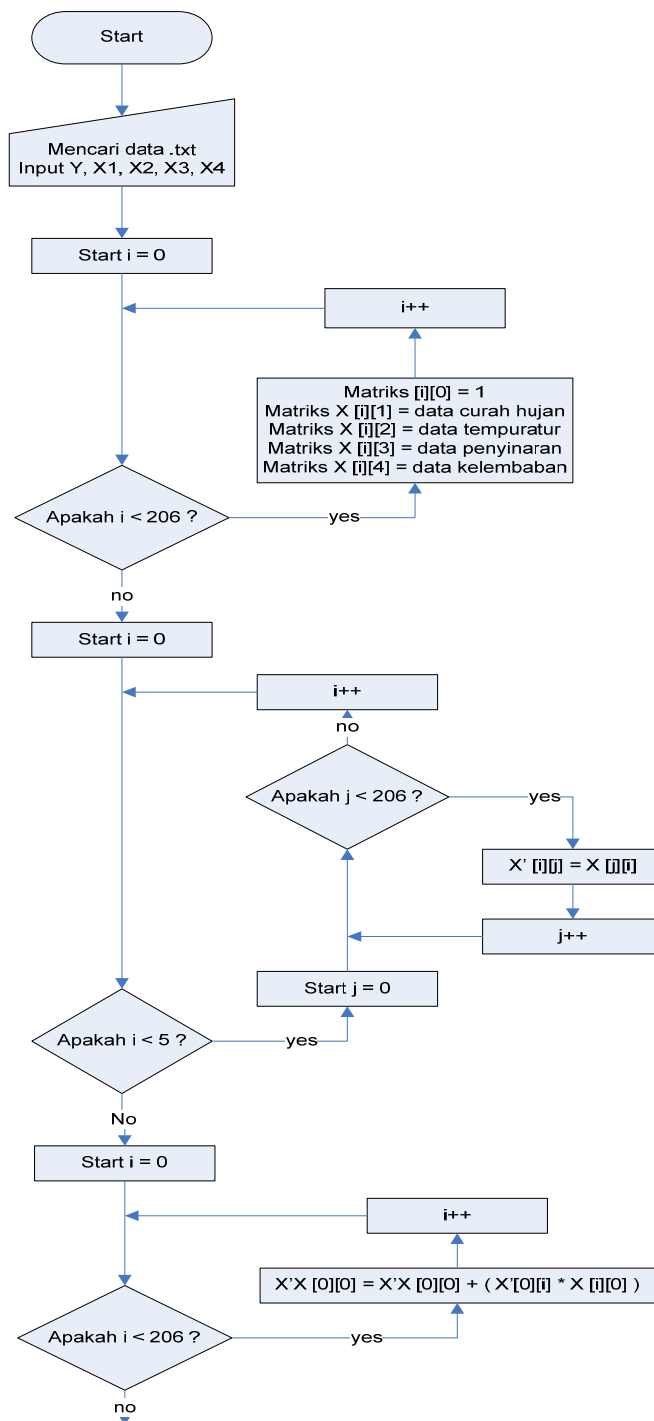 Start
Mencari data .txt
Input Y, X1, X2, X3, X4
Start i = 0
i++
Matriks [i][0] = 1
Matriks X [i][1] = data curah hujan
Matriks X [i][2] = data tempuratur
Matriks X [i][3] = data penyinaran
Matriks X [i][4] = data kelembaban
Apakah i < 206 ?
yes
no
Start i = 0
i++
no
Apakah j < 206 ?
yes
X' [i][j] = X [j][i]
j++
Start j = 0
Apakah i < 5 ?
yes
No
Start i = 0
i++
X'X [0][0] = X'X [0][0] + ( X'[0][i] * X [i][0] )
Apakah i < 206 ?
yes
no